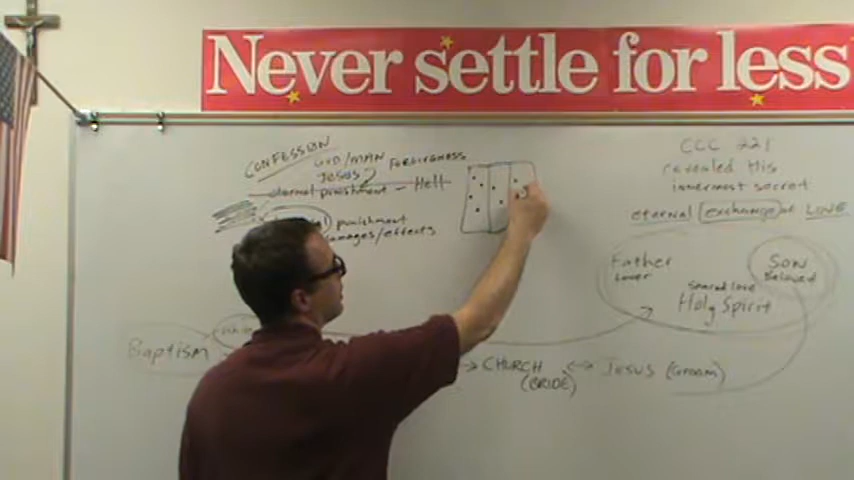 Never settle for less
CONFESSION
GOD/MAN FORGIVENESS
JESUS
eternal punishment - Hell
punishment
damages/effects
CCC 221
revealed His
innermost secret
eternal exchange of LOVE
Father
Lover
SON
Beloved
Shared love
Holy Spirit
Baptism
CHURCH
(BRIDE)
JESUS (Groom)